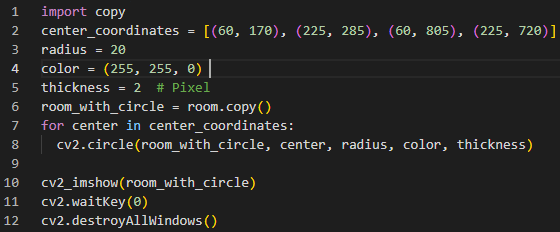 1 import copy
2 center_coordinates = [(60, 170), (225, 285), (60, 805), (225, 720)]
3 radius = 20
4 color = (255, 255, 0)
5 thickness = 2  # Pixel
6 room_with_circle = room.copy()
7 for center in center_coordinates:
8   cv2.circle(room_with_circle, center, radius, color, thickness)
9
10 cv2_imshow(room_with_circle)
11 cv2.waitKey(0)
12 cv2.destroyAllWindows()